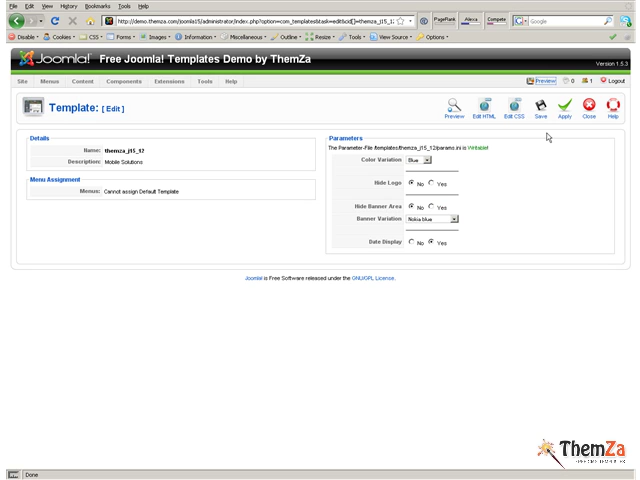 File Edit View History Bookmarks Tools Help
http://demo.themza.com/joomla15/administrator/index.php?option=com_templates&task=edit&cid[]=themza_j15_12 Google
PageRank Alexa Compete
Disable Cookies CSS Forms Images Information Miscellaneous Outline Resize Tools View Source Options
Joomla! Free Joomla! Templates Demo by ThemZa
Version 1.5.3
Site Menus Content Components Extensions Tools Help Preview 0 1 Logout
Template: [ Edit ]
Preview Edit HTML Edit CSS Save Apply Close Help
Details
Name: themza_j15_12
Description: Mobile Solutions
Menu Assignment
Menus: Cannot assign Default Template
Parameters
The Parameter-File /templates/themza_j15_12/params.ini is Writable!
Color Variation Blue
Hide Logo No Yes
Hide Banner Area No Yes
Banner Variation Nokia blue
Date Display No Yes
Joomla! is Free Software released under the GNU/GPL License.
ThemZa
Done